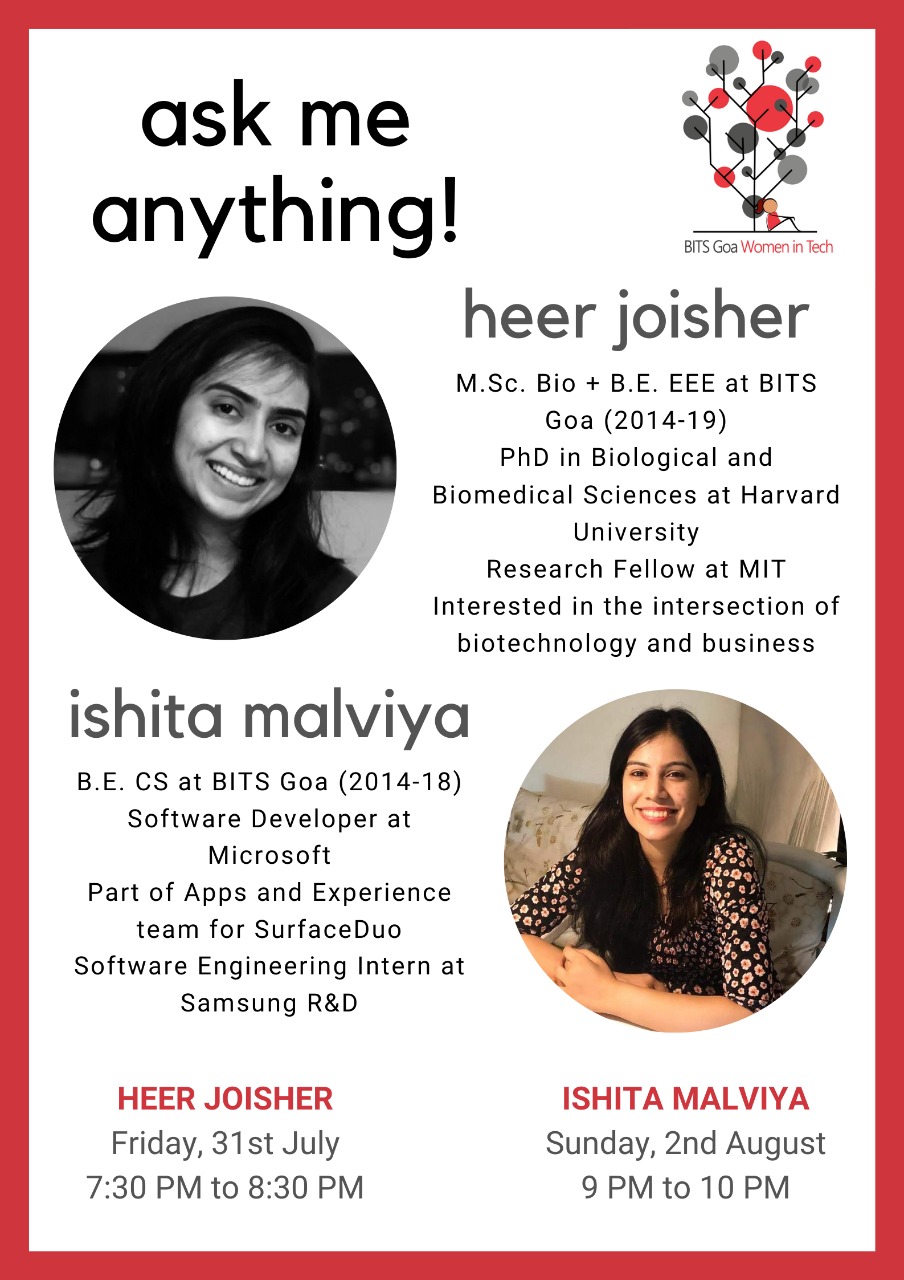 ask me
anything!
BITS Goa Women in Tech
heer joisher
M.Sc. Bio + B.E. EEE at BITS
Goa (2014-19)
PhD in Biological and
Biomedical Sciences at Harvard
University
Research Fellow at MIT
Interested in the intersection of
biotechnology and business
ishita malviya
B.E. CS at BITS Goa (2014-18)
Software Developer at
Microsoft
Part of Apps and Experience
team for SurfaceDuo
Software Engineering Intern at
Samsung R&D
HEER JOISHER
Friday, 31st July
7:30 PM to 8:30 PM
ISHITA MALVIYA
Sunday, 2nd August
9 PM to 10 PM